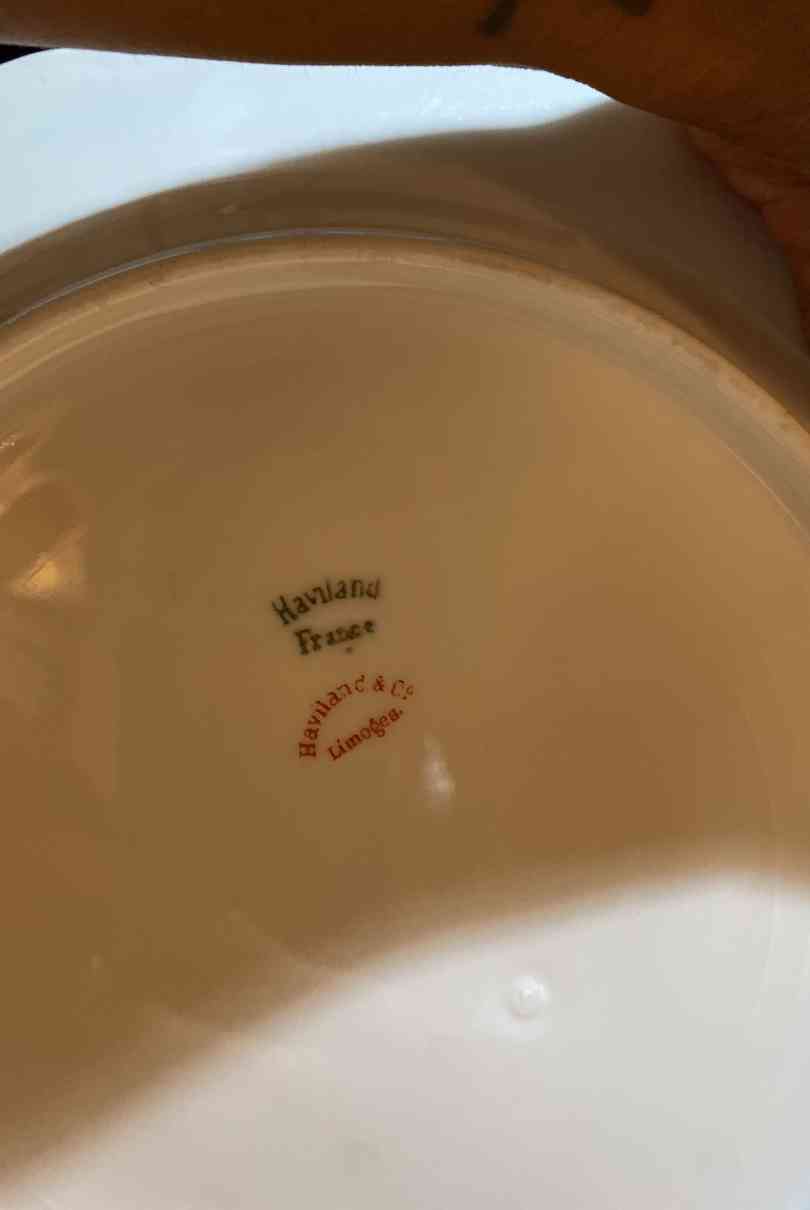 Haviland
France
Haviland & Co.
Limoges.